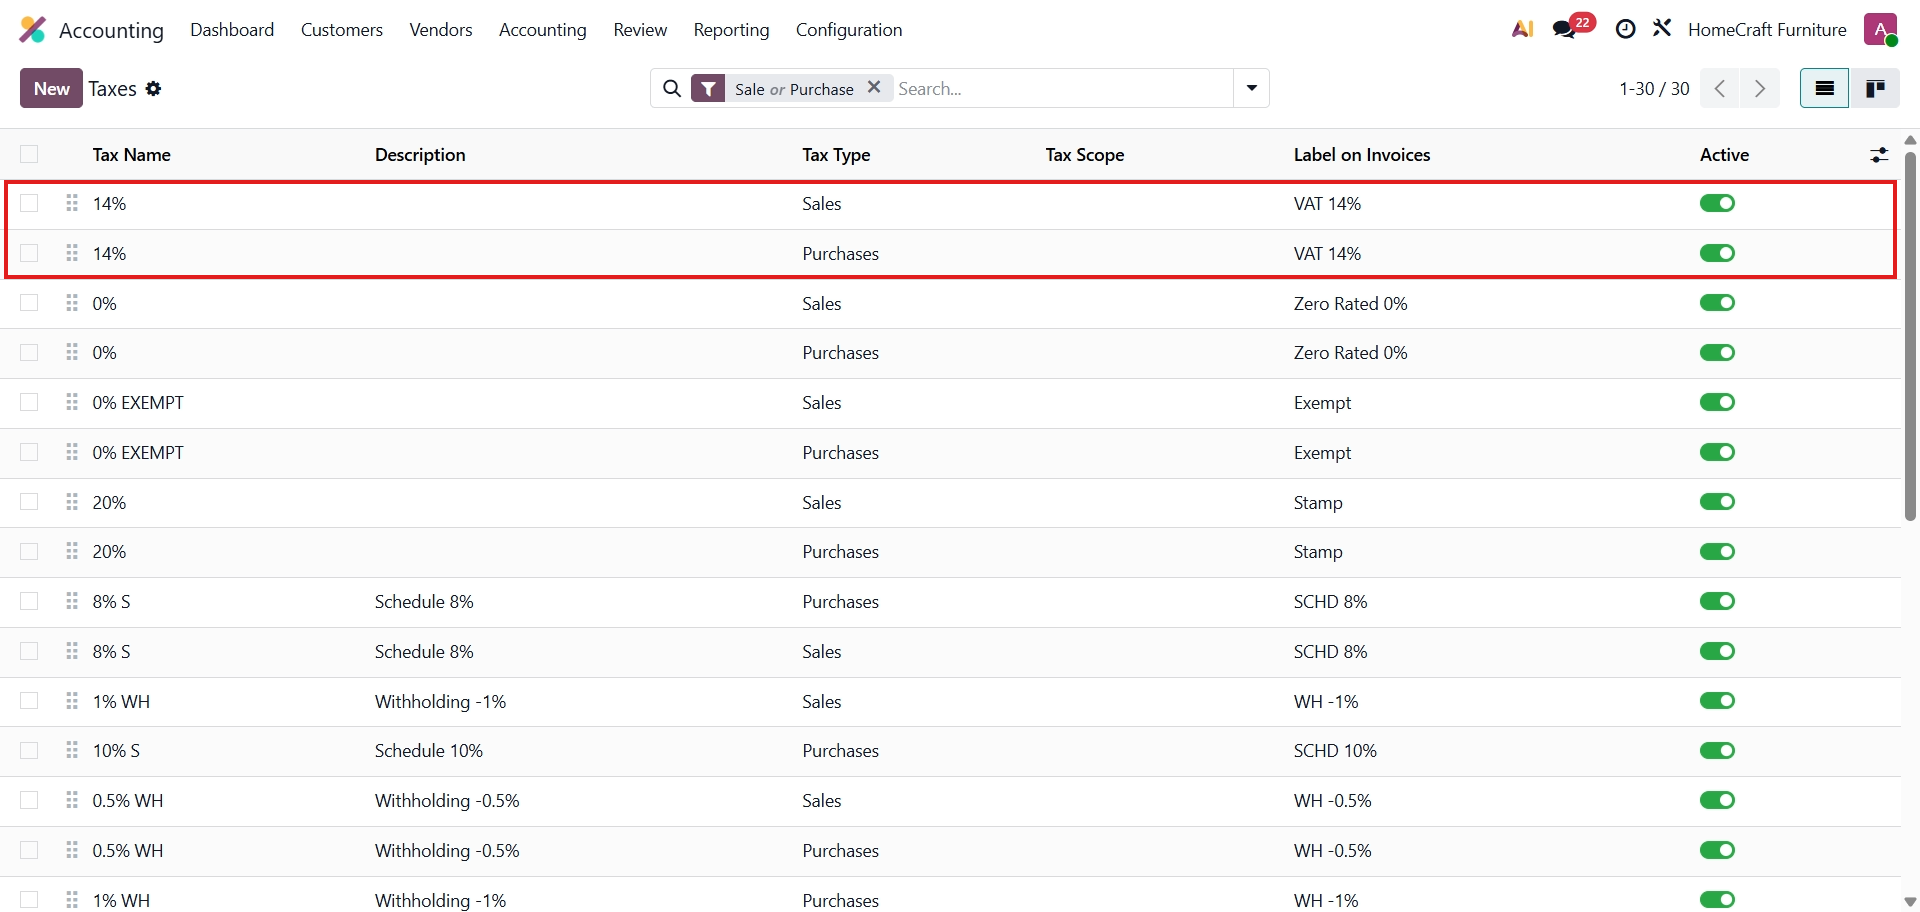 Accounting Dashboard Customers Vendors Accounting Review Reporting Configuration AI 22 HomeCraft Furniture A
New Taxes Sale or Purchase Search... 1-30 / 30
Tax Name Description Tax Type Tax Scope Label on Invoices Active
14% Sales VAT 14%
14% Purchases VAT 14%
0% Sales Zero Rated 0%
0% Purchases Zero Rated 0%
0% EXEMPT Sales Exempt
0% EXEMPT Purchases Exempt
20% Sales Stamp
20% Purchases Stamp
8% S Schedule 8% Purchases SCHD 8%
8% S Schedule 8% Sales SCHD 8%
1% WH Withholding -1% Sales WH -1%
10% S Schedule 10% Purchases SCHD 10%
0.5% WH Withholding -0.5% Sales WH -0.5%
0.5% WH Withholding -0.5% Purchases WH -0.5%
1% WH Withholding -1% Purchases WH -1%